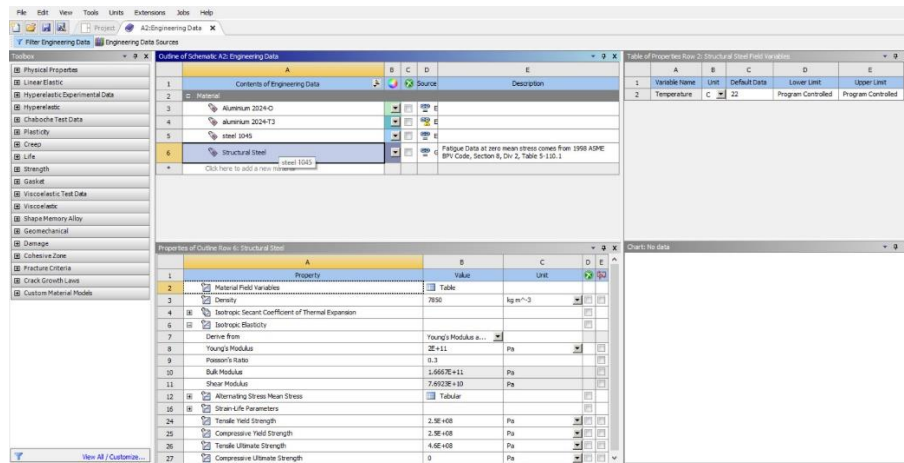 File Edit View Tools Units Extensions Jobs Help
Project A2:Engineering Data X
Filter Engineering Data Engineering Data Sources
Toolbox
Physical Properties
Linear Elastic
Hyperelastic Experimental Data
Hyperelastic
Chaboche Test Data
Plasticity
Creep
Life
Strength
Gasket
Viscoelastic Test Data
Viscoelastic
Shape Memory Alloy
Geomechanical
Damage
Cohesive Zone
Fracture Criteria
Crack Growth Laws
Custom Material Models
View All / Customize...
Outline of Schematic A2: Engineering Data
A B C D E
1 Contents of Engineering Data Source Description
2 Material
3 Aluminium 2024-O E
4 aluminium 2024-T3 E
5 steel 1045 E
6 Structural Steel G Fatigue Data at zero mean stress comes from 1998 ASME
BPV Code, Section 8, Div 2, Table 5-110.1
steel 1045
* Click here to add a new material
Properties of Outline Row 6: Structural Steel
A B C D E
1 Property Value Unit
2 Material Field Variables Table
3 Density 7850 kg m^-3
4 Isotropic Secant Coefficient of Thermal Expansion
6 Isotropic Elasticity
7 Derive from Young's Modulus a...
8 Young's Modulus 2E+11 Pa
9 Poisson's Ratio 0.3
10 Bulk Modulus 1.6667E+11 Pa
11 Shear Modulus 7.6923E+10 Pa
12 Alternating Stress Mean Stress Tabular
16 Strain-Life Parameters
24 Tensile Yield Strength 2.5E+08 Pa
25 Compressive Yield Strength 2.5E+08 Pa
26 Tensile Ultimate Strength 4.6E+08 Pa
27 Compressive Ultimate Strength 0 Pa
Table of Properties Row 2: Structural Steel Field Variables
A B C D E
1 Variable Name Unit Default Data Lower Limit Upper Limit
2 Temperature C 22 Program Controlled Program Controlled
Chart: No data